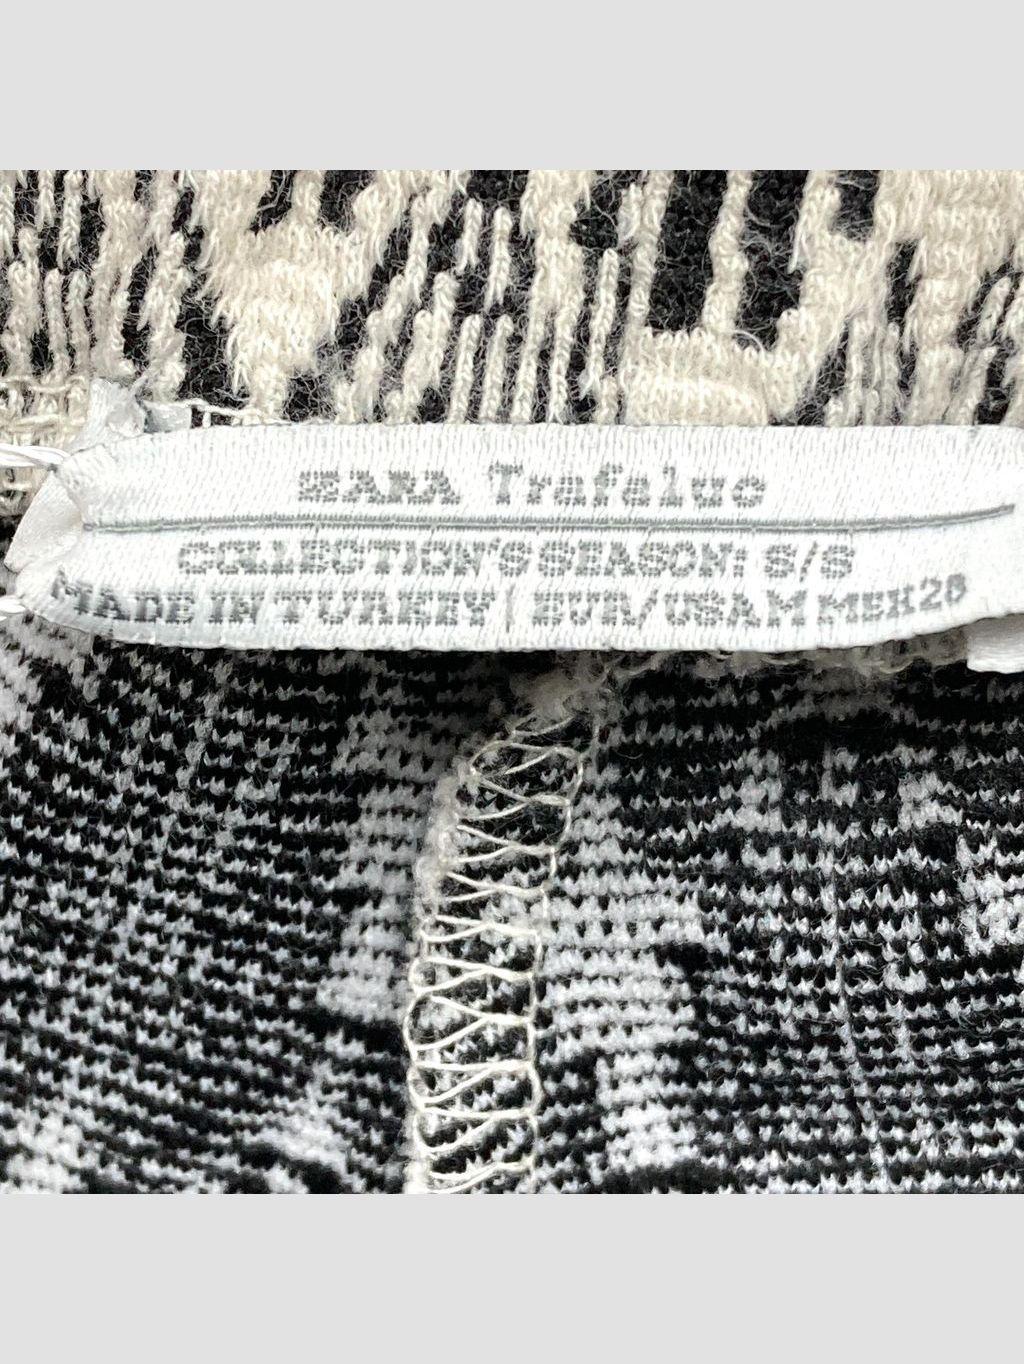 ZARA Trafaluc
COLLECTION'S SEASON: S/S
MADE IN TURKEY | EUR/USA M MEX 28